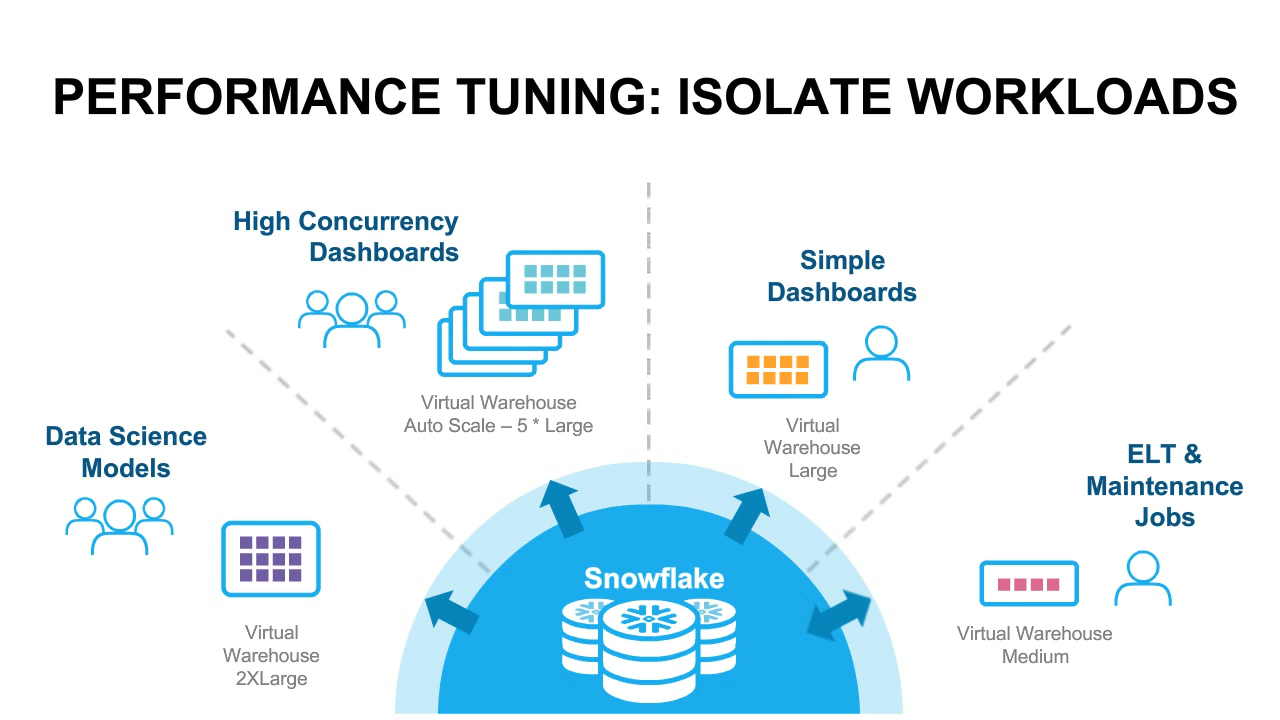 PERFORMANCE TUNING: ISOLATE WORKLOADS
High Concurrency
Dashboards
Virtual Warehouse
Auto Scale – 5 * Large
Simple
Dashboards
Virtual
Warehouse
Large
Data Science
Models
Virtual
Warehouse
2XLarge
ELT &
Maintenance
Jobs
Virtual Warehouse
Medium
Snowflake